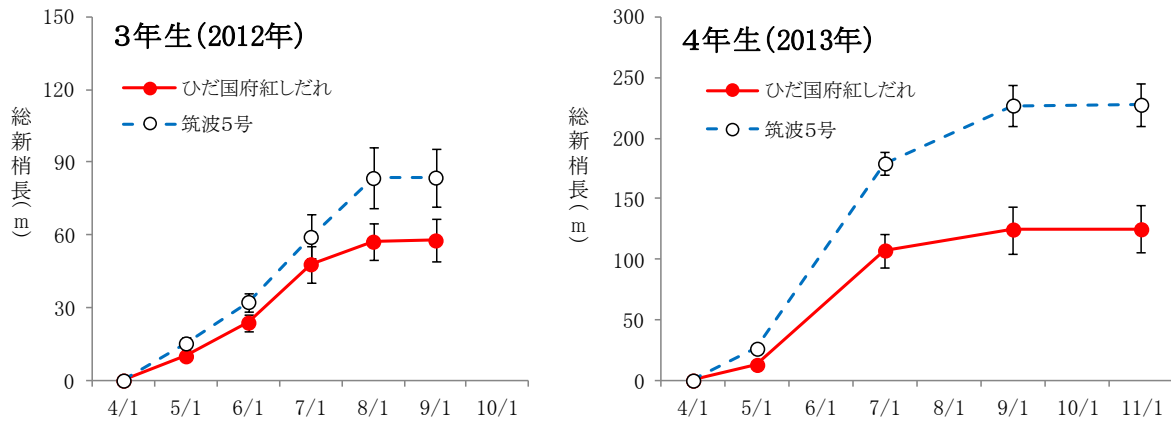 ３年生（2012年）
ひだ国府紅しだれ
筑波５号
総新梢長（m）
150
120
90
60
30
0
4/1 5/1 6/1 7/1 8/1 9/1 10/1
４年生（2013年）
ひだ国府紅しだれ
筑波５号
総新梢長（m）
300
250
200
150
100
50
0
4/1 5/1 6/1 7/1 8/1 9/1 10/1 11/1